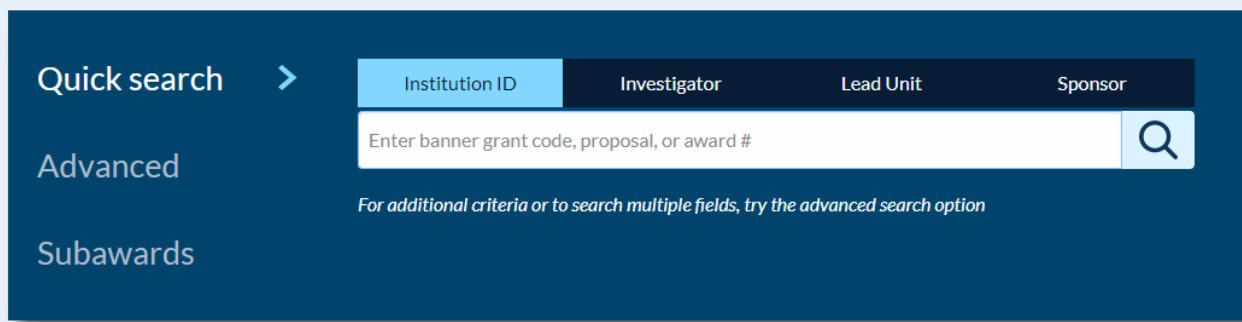 Quick search
Advanced
Subawards
Institution ID Investigator Lead Unit Sponsor
Enter banner grant code, proposal, or award #
For additional criteria or to search multiple fields, try the advanced search option